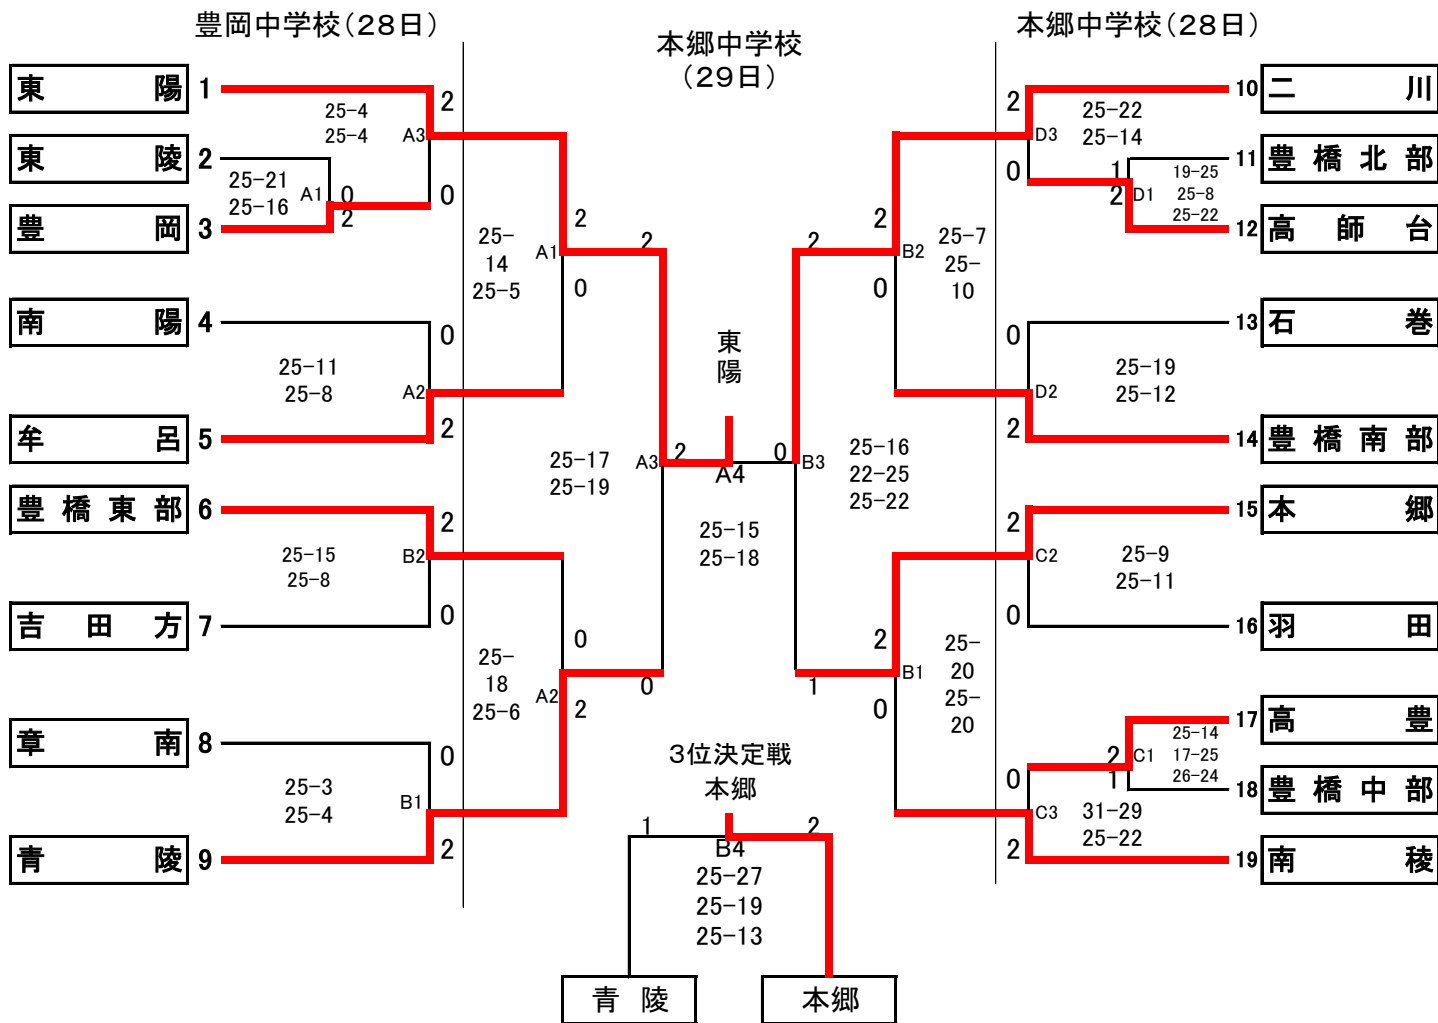 豊岡中学校(28日)
本郷中学校
(29日)
本郷中学校(28日)
東陽 1
25-4
25-4
A3
2
0
東陵 2
25-21
25-16
A1
0
2
豊岡 3
南陽 4
25-11
25-8
A2
0
2
牟呂 5
豊橋東部 6
25-15
25-8
B2
2
0
吉田方 7
章南 8
25-3
25-4
B1
0
2
青陵 9
25-
14
25-5
A1
2
0
25-
18
25-6
A2
0
2
25-17
25-19
A3
2
0
東
陽
2
A4
0
25-15
25-18
2
B3
1
25-16
22-25
25-22
2
B2
0
25-7
25-
10
2
B1
0
25-
20
25-
20
10 二川
2
D3
0
25-22
25-14
11 豊橋北部
1
2
D1
19-25
25-8
25-22
12 高師台
13 石巻
0
D2
2
25-19
25-12
14 豊橋南部
15 本郷
2
C2
0
25-9
25-11
16 羽田
17 高豊
2
1
C1
25-14
17-25
26-24
18 豊橋中部
0
C3
2
31-29
25-22
19 南稜
3位決定戦
本郷
1
2
B4
25-27
25-19
25-13
青陵
本郷